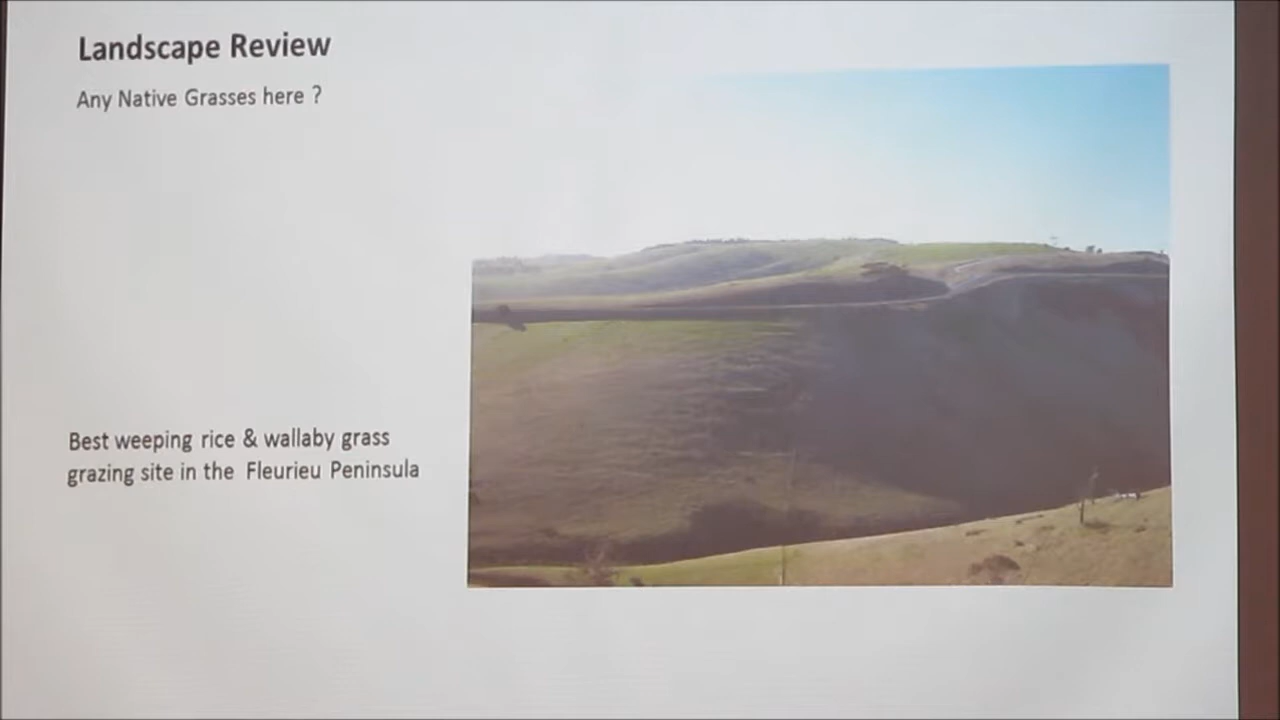 Landscape Review
Any Native Grasses here ?
Best weeping rice & wallaby grass
grazing site in the Fleurieu Peninsula